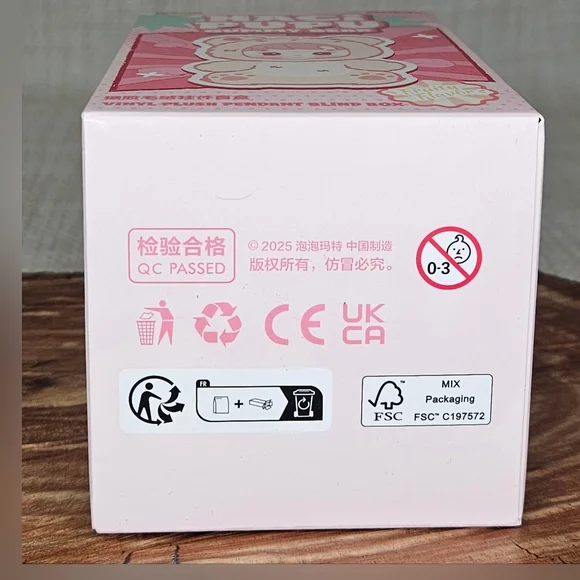 VINYL PLUSH PENDANT BLIND BOX
检验合格
QC PASSED
© 2025 泡泡玛特 中国制造
版权所有，仿冒必究。
0-3
CE
UK
CA
FR
+
FSC™
MIX
Packaging
FSC™ C197572